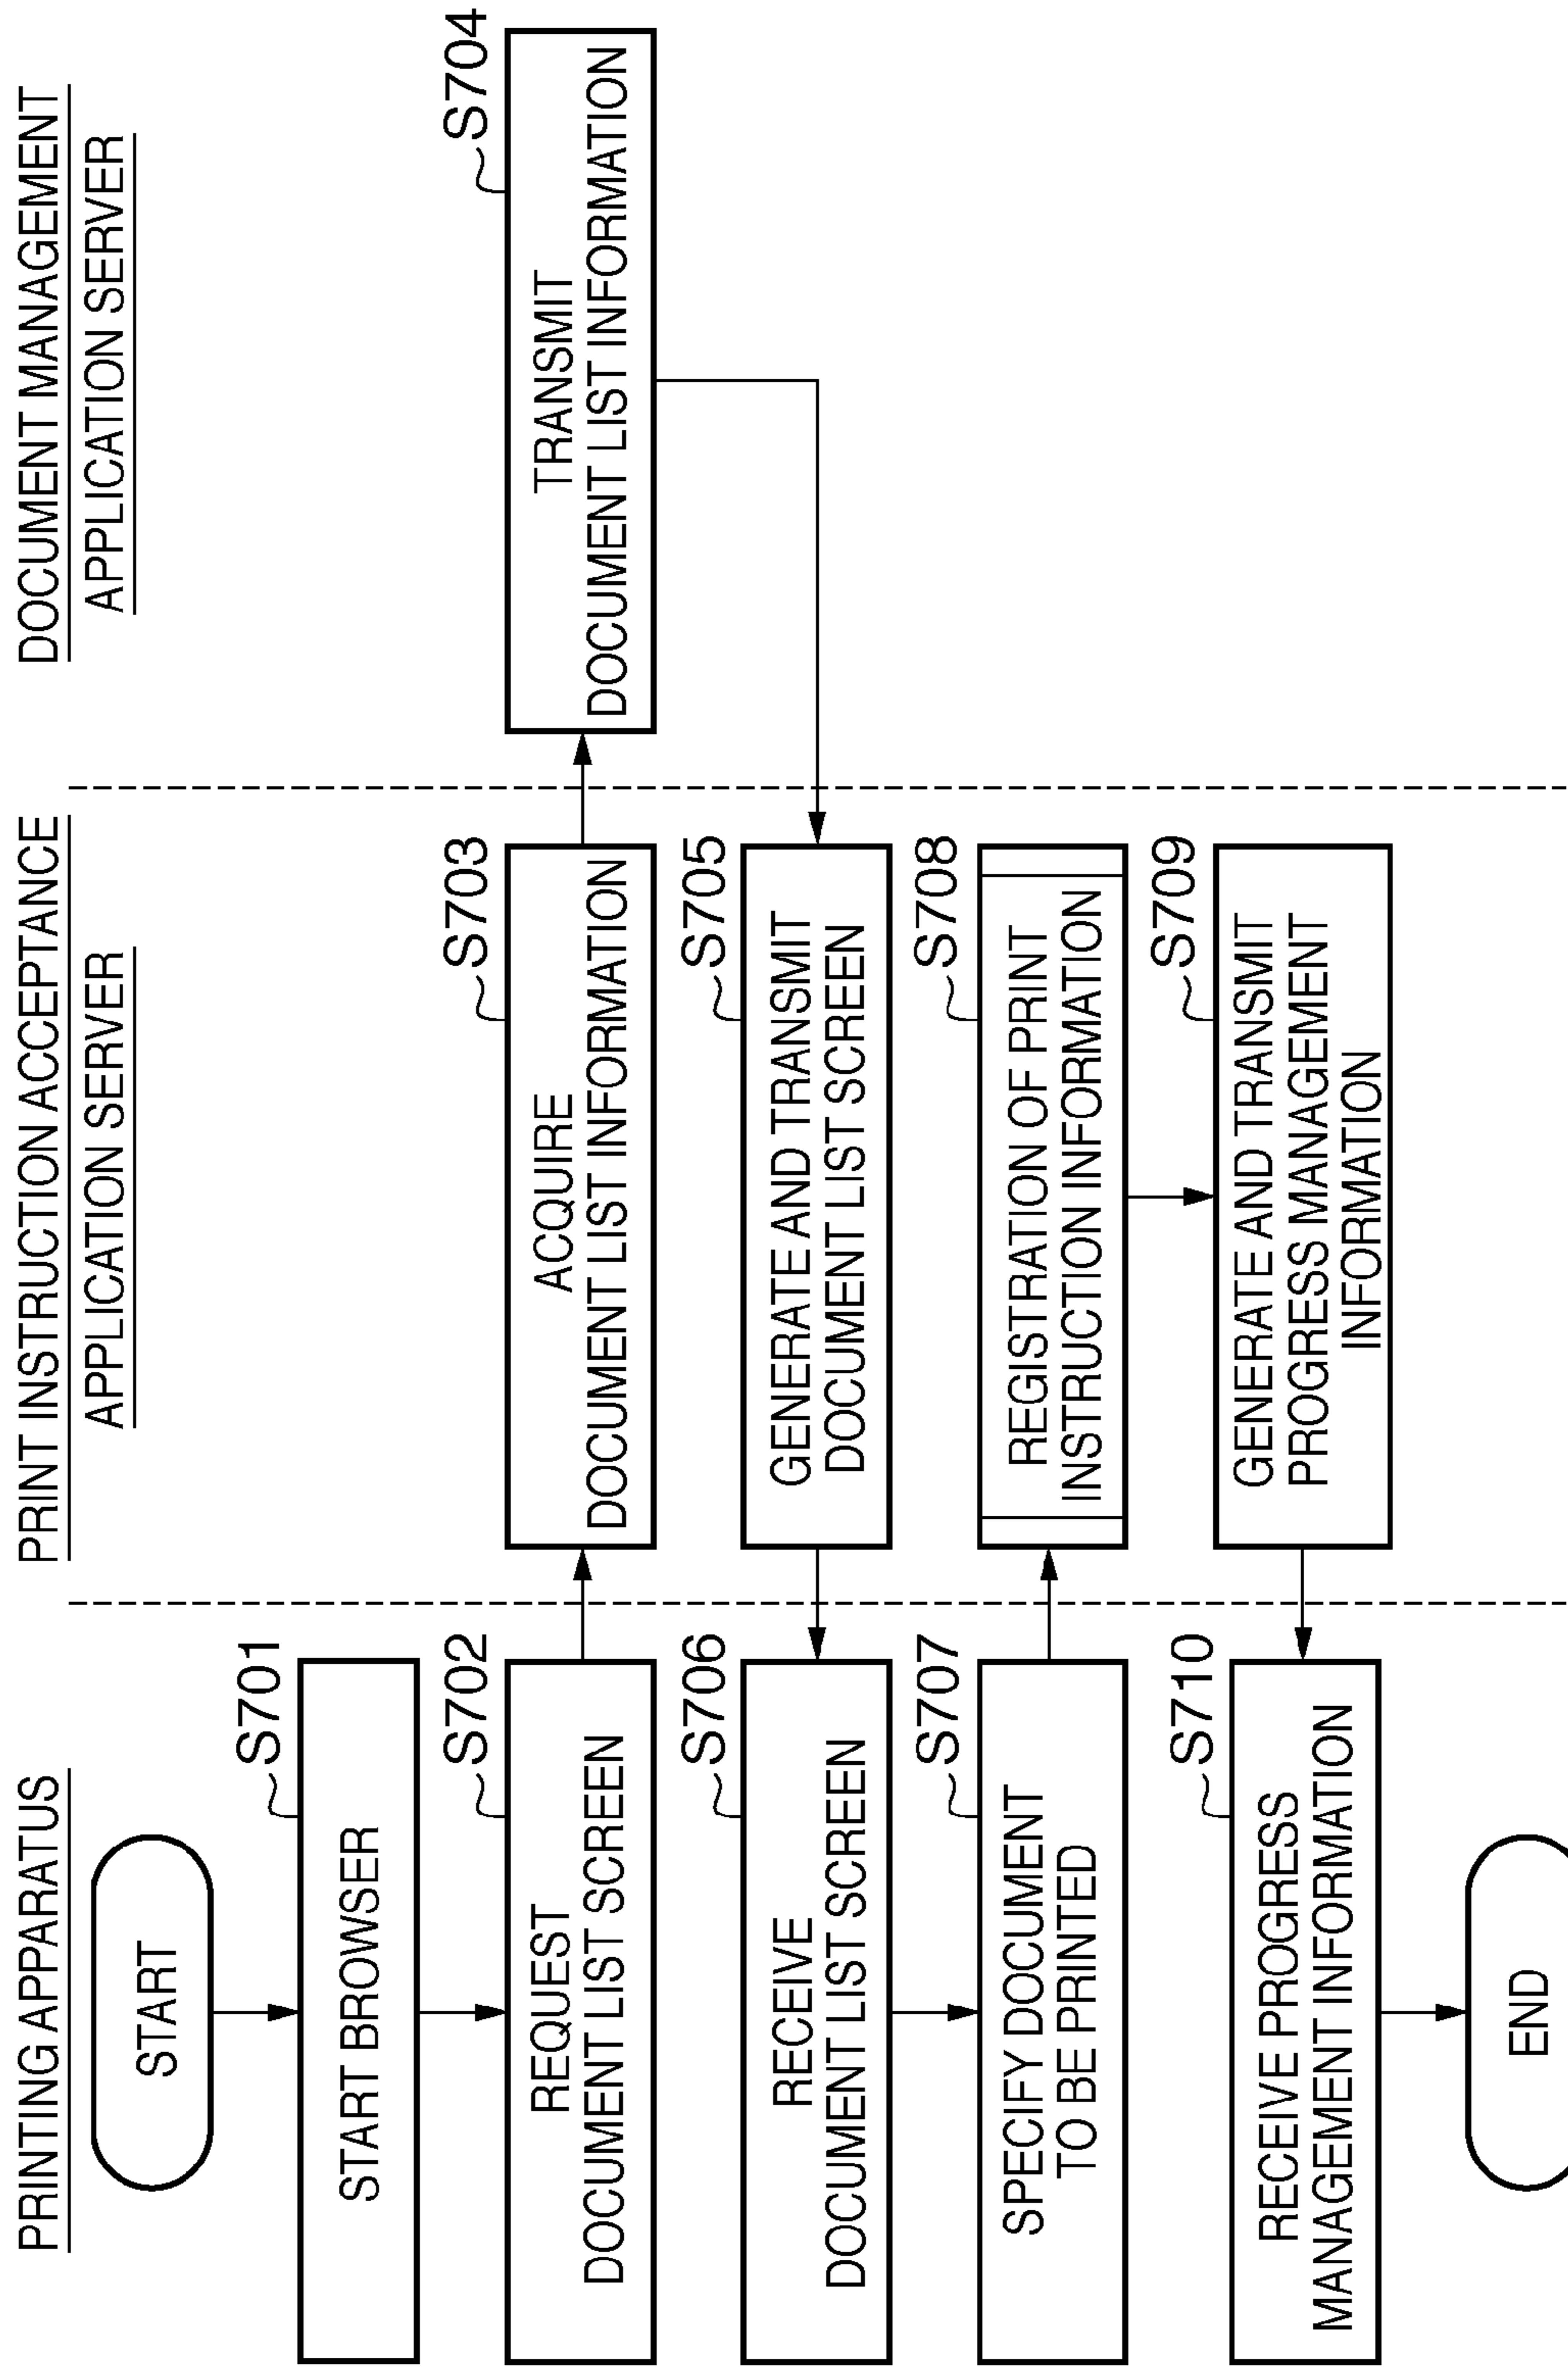 PRINTING APPARATUS
PRINT INSTRUCTION ACCEPTANCE
APPLICATION SERVER
DOCUMENT MANAGEMENT
APPLICATION SERVER
START
S701
START BROWSER
S702
REQUEST
DOCUMENT LIST SCREEN
S703
ACQUIRE
DOCUMENT LIST INFORMATION
S704
TRANSMIT
DOCUMENT LIST INFORMATION
S705
GENERATE AND TRANSMIT
DOCUMENT LIST SCREEN
S706
RECEIVE
DOCUMENT LIST SCREEN
S707
SPECIFY DOCUMENT
TO BE PRINTED
S708
REGISTRATION OF PRINT
INSTRUCTION INFORMATION
S709
GENERATE AND TRANSMIT
PROGRESS MANAGEMENT
INFORMATION
S710
RECEIVE PROGRESS
MANAGEMENT INFORMATION
END